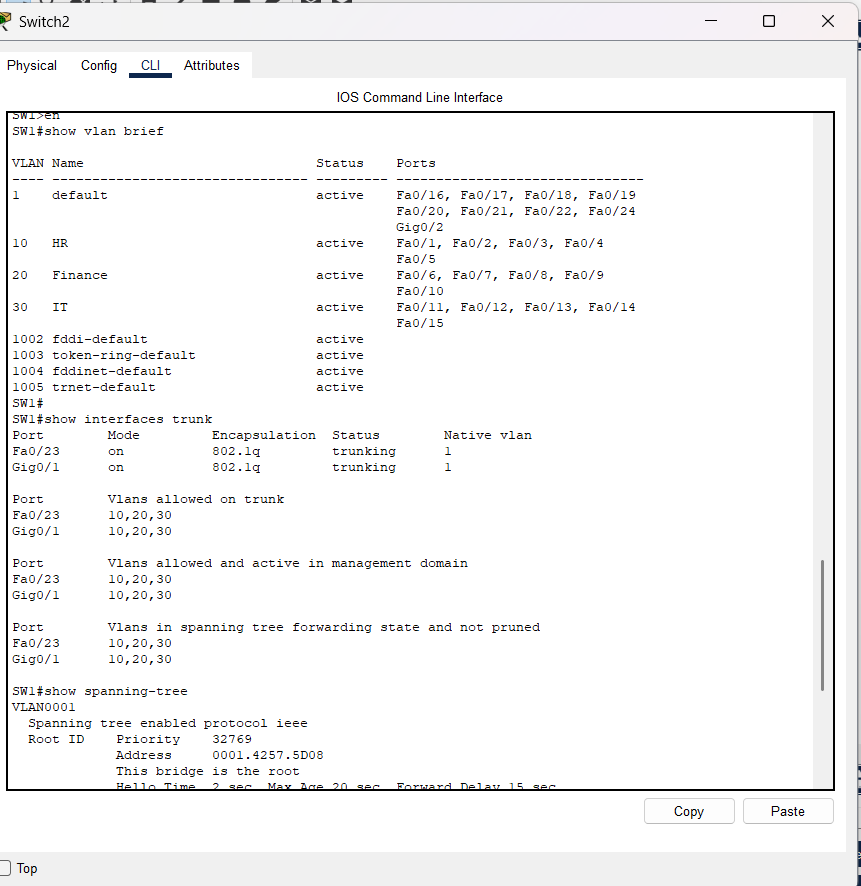 Switch2
Physical Config CLI Attributes
IOS Command Line Interface
SW1>en
SW1#show vlan brief
VLAN Name                             Status    Ports
---- -------------------------------- --------- -------------------------------
1    default                          active    Fa0/16, Fa0/17, Fa0/18, Fa0/19
                                                Fa0/20, Fa0/21, Fa0/22, Fa0/24
                                                Gig0/2
10   HR                               active    Fa0/1, Fa0/2, Fa0/3, Fa0/4
                                                Fa0/5
20   Finance                          active    Fa0/6, Fa0/7, Fa0/8, Fa0/9
                                                Fa0/10
30   IT                               active    Fa0/11, Fa0/12, Fa0/13, Fa0/14
                                                Fa0/15
1002 fddi-default                     active
1003 token-ring-default               active
1004 fddinet-default                  active
1005 trnet-default                    active
SW1#
SW1#show interfaces trunk
Port        Mode         Encapsulation  Status        Native vlan
Fa0/23      on           802.1q         trunking      1
Gig0/1      on           802.1q         trunking      1
Port        Vlans allowed on trunk
Fa0/23      10,20,30
Gig0/1      10,20,30
Port        Vlans allowed and active in management domain
Fa0/23      10,20,30
Gig0/1      10,20,30
Port        Vlans in spanning tree forwarding state and not pruned
Fa0/23      10,20,30
Gig0/1      10,20,30
SW1#show spanning-tree
VLAN0001
  Spanning tree enabled protocol ieee
  Root ID    Priority    32769
             Address     0001.4257.5D08
             This bridge is the root
             Hello Time  2 sec  Max Age 20 sec  Forward Delay 15 sec
Copy Paste
Top